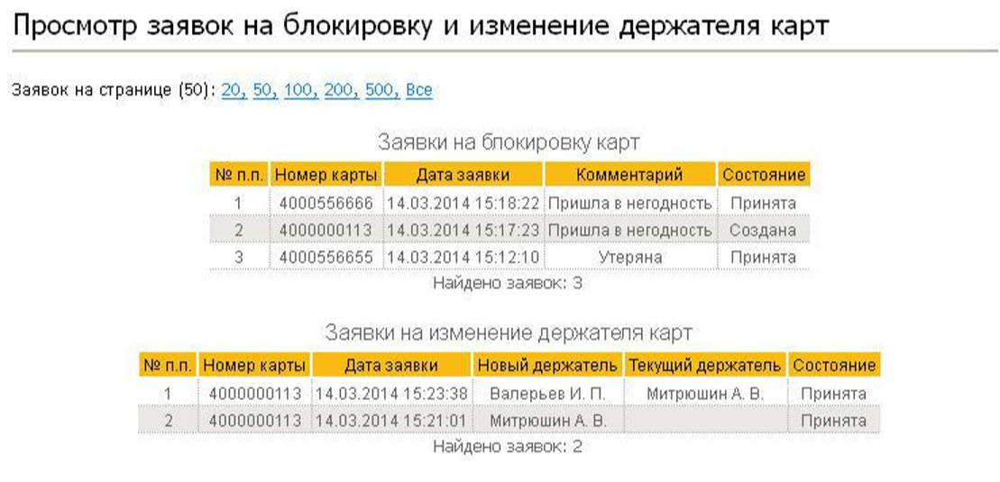 Просмотр заявок на блокировку и изменение держателя карт
Заявок на странице (50): 20, 50, 100, 200, 500, Все
Заявки на блокировку карт
№ п.п. Номер карты Дата заявки Комментарий Состояние
1 4000556666 14.03.2014 15:18:22 Пришла в негодность Принята
2 4000000113 14.03.2014 15:17:23 Пришла в негодность Создана
3 4000556655 14.03.2014 15:12:10 Утеряна Принята
Найдено заявок: 3
Заявки на изменение держателя карт
№ п.п. Номер карты Дата заявки Новый держатель Текущий держатель Состояние
1 4000000113 14.03.2014 15:23:38 Валерьев И. П. Митрюшин А. В. Принята
2 4000000113 14.03.2014 15:21:01 Митрюшин А. В. Принята
Найдено заявок: 2